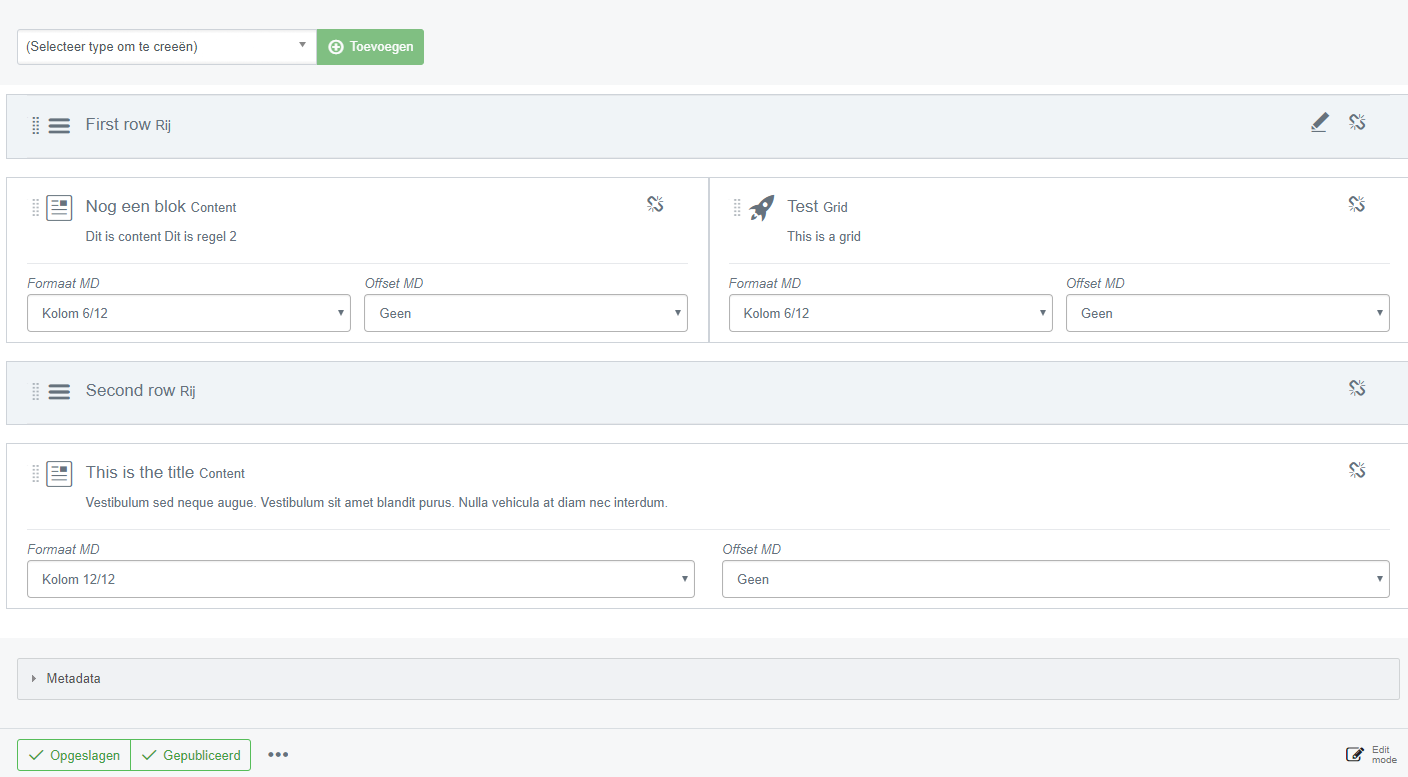 (Selecteer type om te creeën)
Toevoegen
First row Rij
Nog een blok Content
Dit is content Dit is regel 2
Formaat MD
Offset MD
Kolom 6/12
Geen
Test Grid
This is a grid
Formaat MD
Offset MD
Kolom 6/12
Geen
Second row Rij
This is the title Content
Vestibulum sed neque augue. Vestibulum sit amet blandit purus. Nulla vehicula at diam nec interdum.
Formaat MD
Offset MD
Kolom 12/12
Geen
Metadata
Opgeslagen
Gepubliceerd
Edit
mode